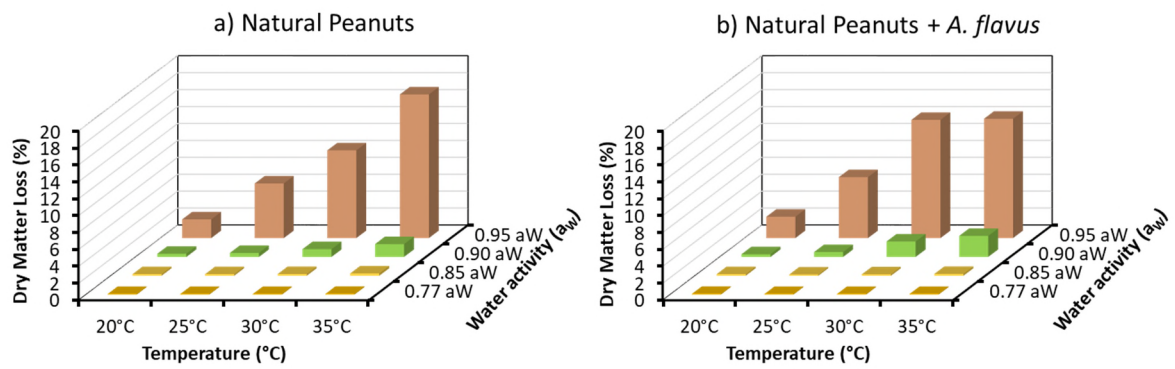 a) Natural Peanuts
Dry Matter Loss (%)
20
18
16
14
12
10
8
6
4
2
0
20°C 25°C 30°C 35°C
Temperature (°C)
0.95 aW
0.90 aW
0.85 aW
0.77 aW
Water activity (aw)
b) Natural Peanuts + A. flavus
Dry Matter Loss (%)
20
18
16
14
12
10
8
6
4
2
0
20°C 25°C 30°C 35°C
Temperature (°C)
0.95 aW
0.90 aW
0.85 aW
0.77 aW
Water activity (aw)